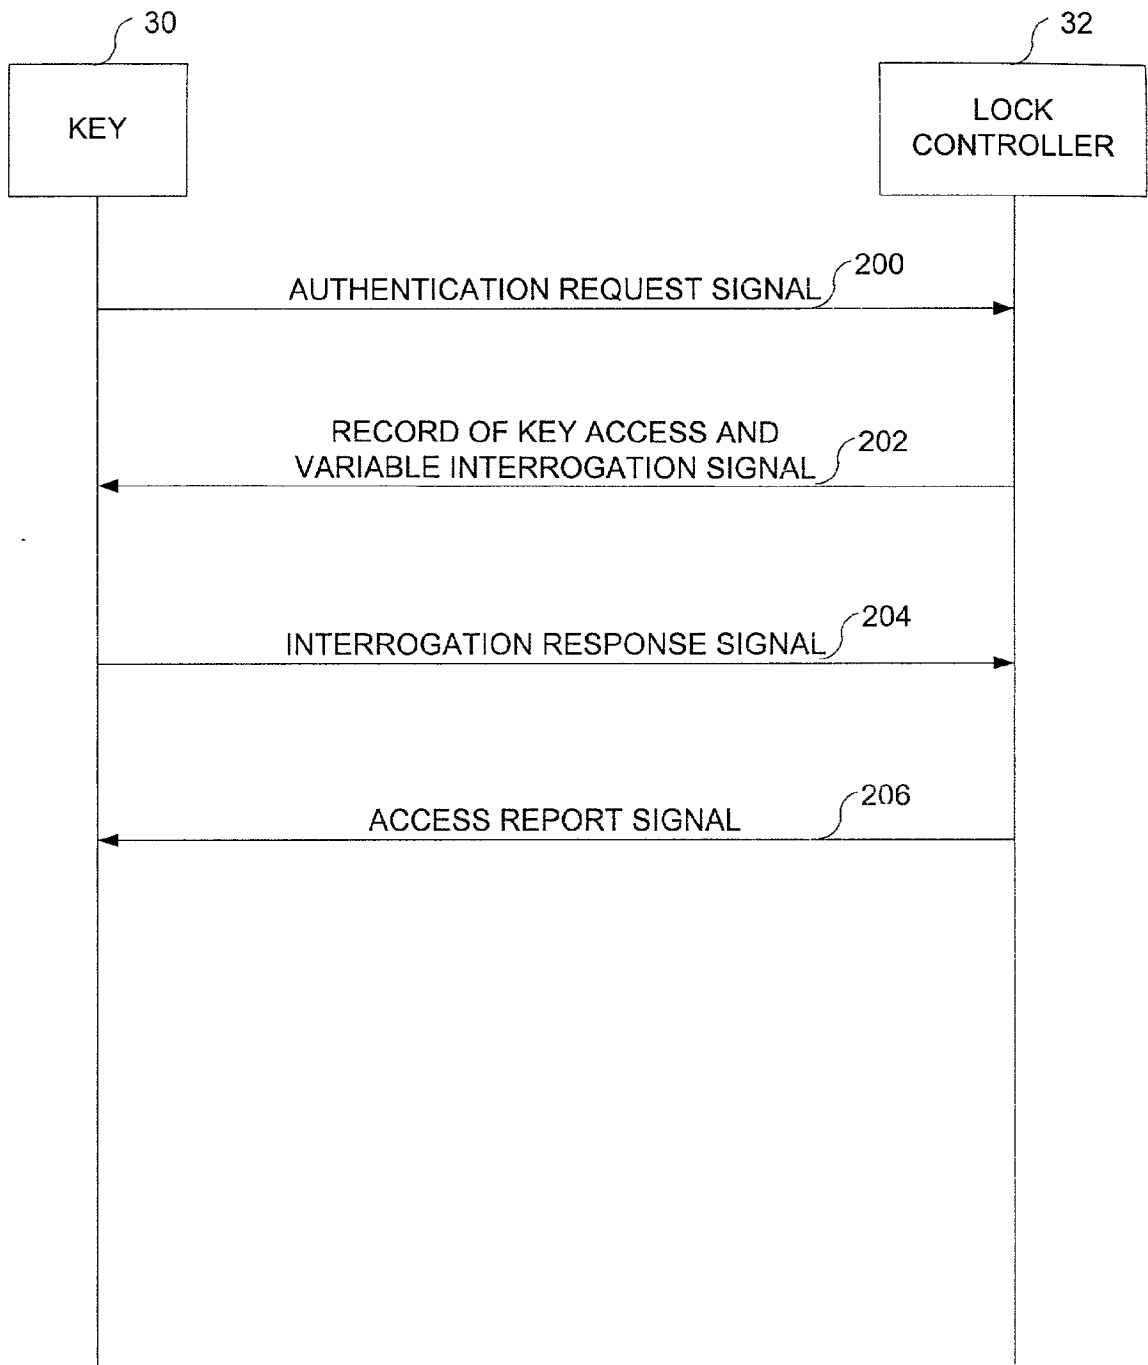 30
32
KEY
LOCK
CONTROLLER
200
AUTHENTICATION REQUEST SIGNAL
RECORD OF KEY ACCESS AND
202
VARIABLE INTERROGATION SIGNAL
204
INTERROGATION RESPONSE SIGNAL
206
ACCESS REPORT SIGNAL